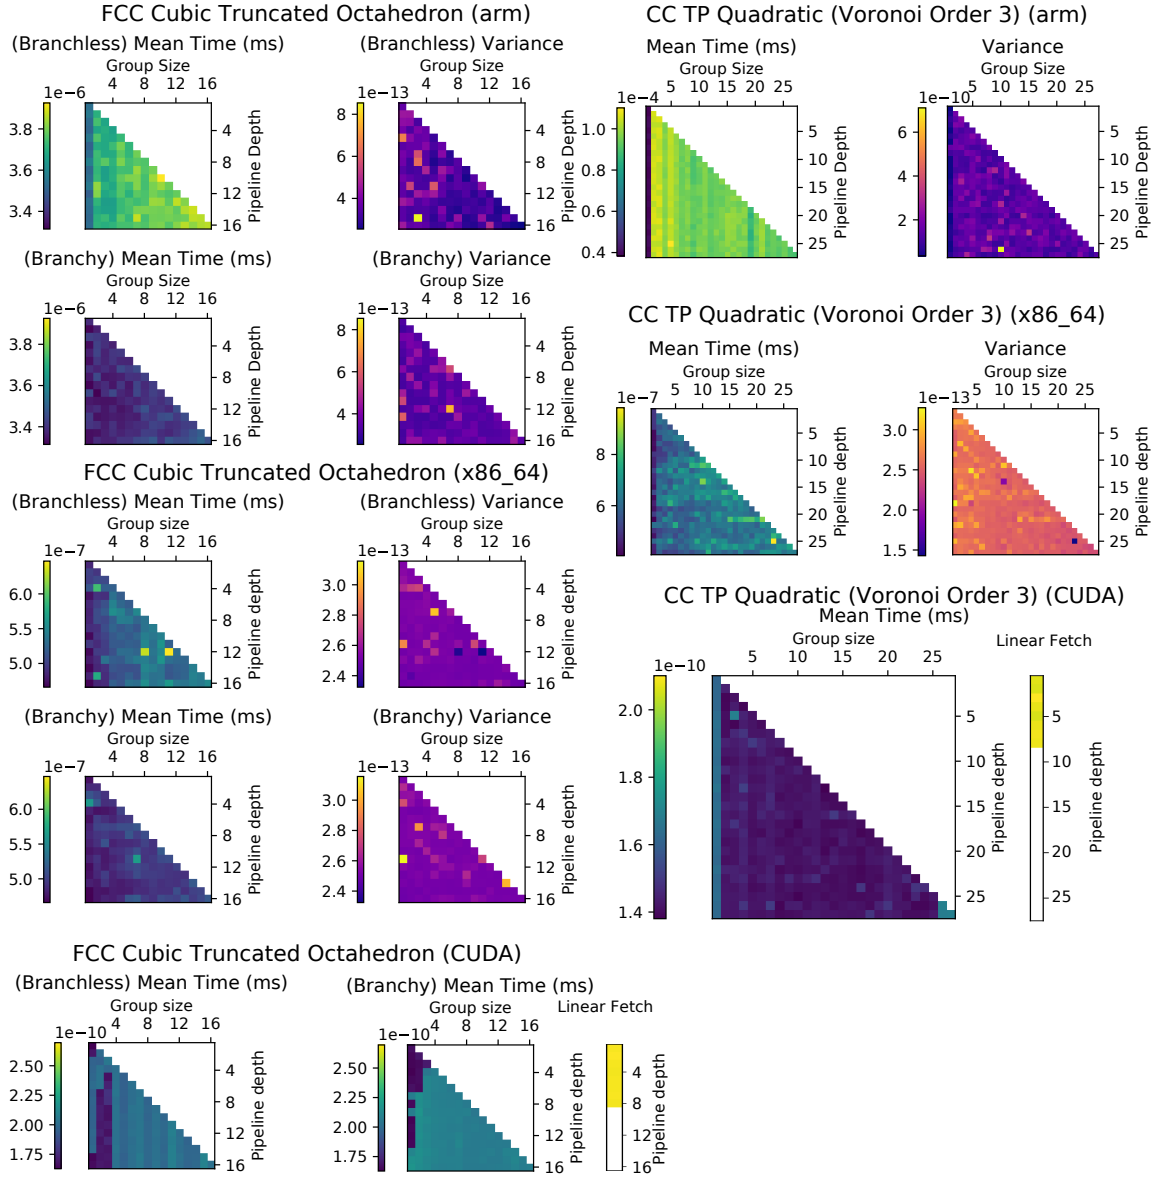 FCC Cubic Truncated Octahedron (arm)
(Branchless) Mean Time (ms)
Group Size
4 8 12 16
1e−6
3.8
3.6
3.4
4
8
12
16
Pipeline Depth
(Branchless) Variance
4 8 12 16
1e−13
8
6
4
4
8
12
16
Pipeline Depth
(Branchy) Mean Time (ms)
Group Size
4 8 12 16
1e−6
3.8
3.6
3.4
4
8
12
16
Pipeline Depth
(Branchy) Variance
Group Size
4 8 12 16
1e−13
8
6
4
4
8
12
16
Pipeline Depth
FCC Cubic Truncated Octahedron (x86_64)
(Branchless) Mean Time (ms)
Group size
4 8 12 16
1e−7
6.0
5.5
5.0
4
8
12
16
Pipeline depth
(Branchless) Variance
Group size
4 8 12 16
1e−13
3.0
2.8
2.6
2.4
4
8
12
16
Pipeline depth
(Branchy) Mean Time (ms)
Group size
4 8 12 16
1e−7
6.0
5.5
5.0
4
8
12
16
Pipeline depth
(Branchy) Variance
Group size
4 8 12 16
1e−13
3.0
2.8
2.6
2.4
4
8
12
16
Pipeline depth
FCC Cubic Truncated Octahedron (CUDA)
(Branchless) Mean Time (ms)
Group size
4 8 12 16
1e−10
2.50
2.25
2.00
1.75
4
8
12
16
Pipeline depth
(Branchy) Mean Time (ms)
Group size
4 8 12 16
1e−10
2.50
2.25
2.00
1.75
4
8
12
16
Pipeline depth
Linear Fetch
4
8
12
16
Pipeline depth
CC TP Quadratic (Voronoi Order 3) (arm)
Mean Time (ms)
Group Size
5 15 25
1e−4
1.0
0.8
0.6
0.4
5
10
15
20
25
Pipeline Depth
Variance
Group Size
5 15 25
1e−10
6
4
2
5
10
15
20
25
Pipeline Depth
CC TP Quadratic (Voronoi Order 3) (x86_64)
Mean Time (ms)
Group size
5 10 15 20 25
1e−7
8
6
5
10
15
20
25
Pipeline depth
Variance
Group size
5 10 15 20 25
1e−13
3.0
2.5
2.0
1.5
5
10
15
20
25
Pipeline depth
CC TP Quadratic (Voronoi Order 3) (CUDA)
Mean Time (ms)
Group size
5 10 15 20 25
1e−10
2.0
1.8
1.6
1.4
5
10
15
20
25
Pipeline depth
Linear Fetch
5
10
15
20
25
Pipeline depth